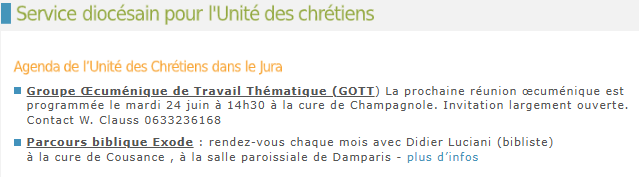 Service diocésain pour l'Unité des chrétiens
Agenda de l'Unité des Chrétiens dans le Jura
Groupe Œcuménique de Travail Thématique (GOTT) La prochaine réunion œcuménique est
programmée le mardi 24 juin à 14h30 à la cure de Champagnole. Invitation largement ouverte.
Contact W. Clauss 0633236168
Parcours biblique Exode : rendez-vous chaque mois avec Didier Luciani (bibliste)
à la cure de Cousance , à la salle paroissiale de Damparis - plus d'infos